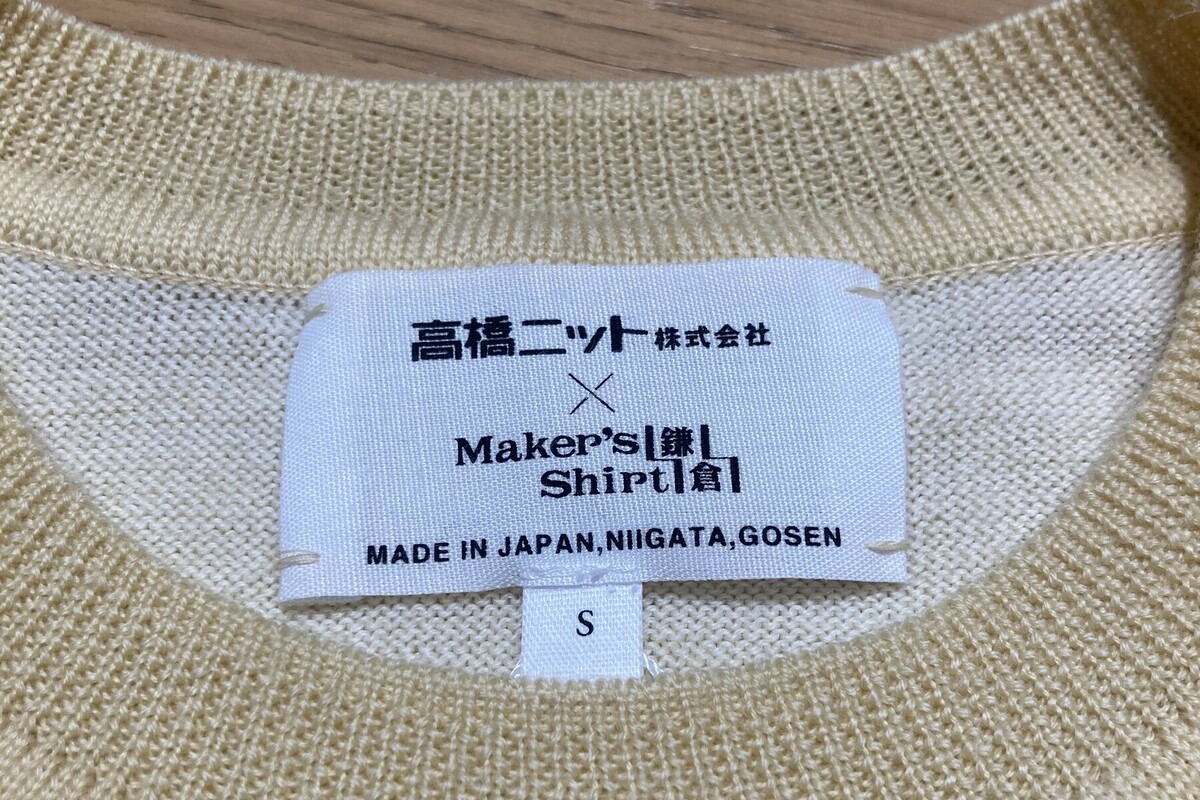 高橋ニット株式会社
×
Maker's 鎌
Shirt 倉
MADE IN JAPAN,NIIGATA,GOSEN
S